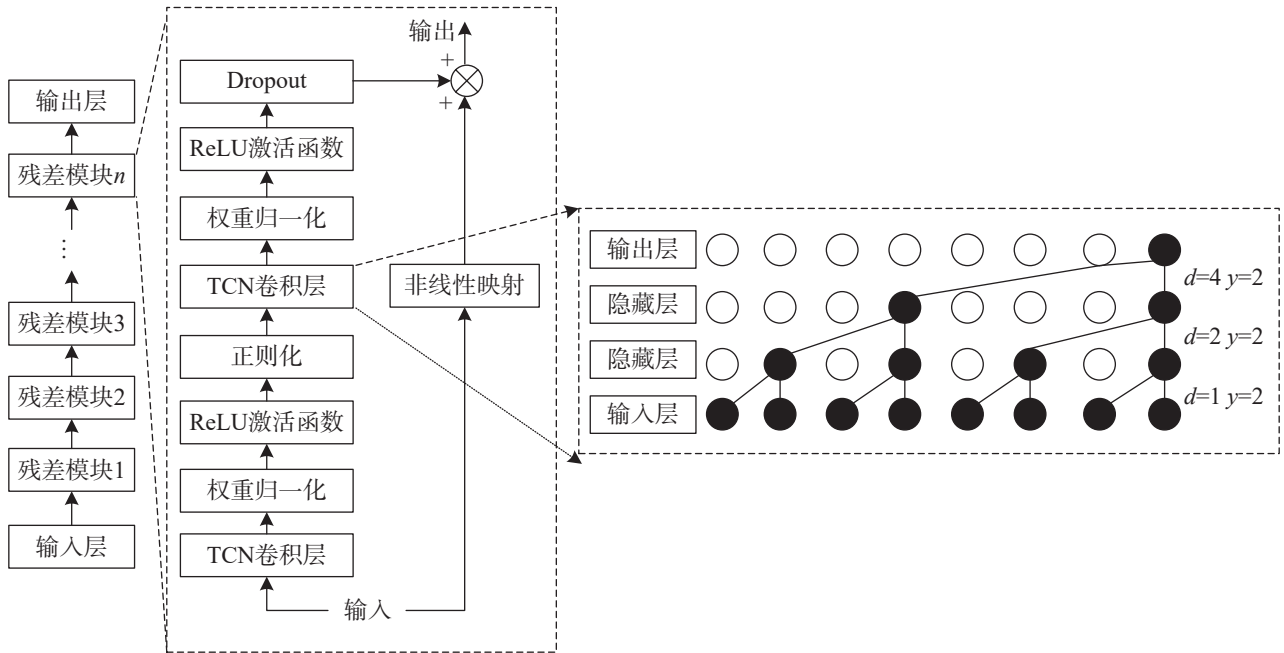 输出层
残差模块n
…
残差模块3
残差模块2
残差模块1
输入层
输出
+
+
Dropout
ReLU激活函数
权重归一化
TCN卷积层
非线性映射
正则化
ReLU激活函数
权重归一化
TCN卷积层
输入
输出层
d=4 y=2
隐藏层
d=2 y=2
隐藏层
d=1 y=2
输入层